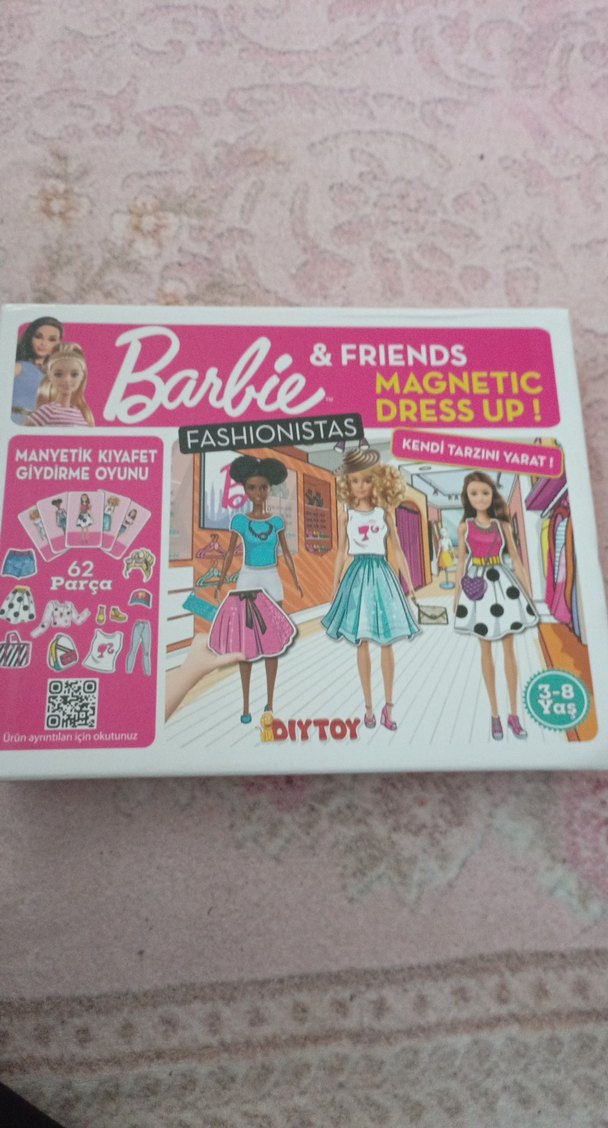 Barbie™
& FRIENDS
MAGNETIC
DRESS UP !
FASHIONISTAS
KENDİ TARZINI YARAT !
MANYETİK KIYAFET
GİYDİRME OYUNU
62
Parça
Ürün ayrıntıları için okutunuz
DIYTOY
3-8
Yaş